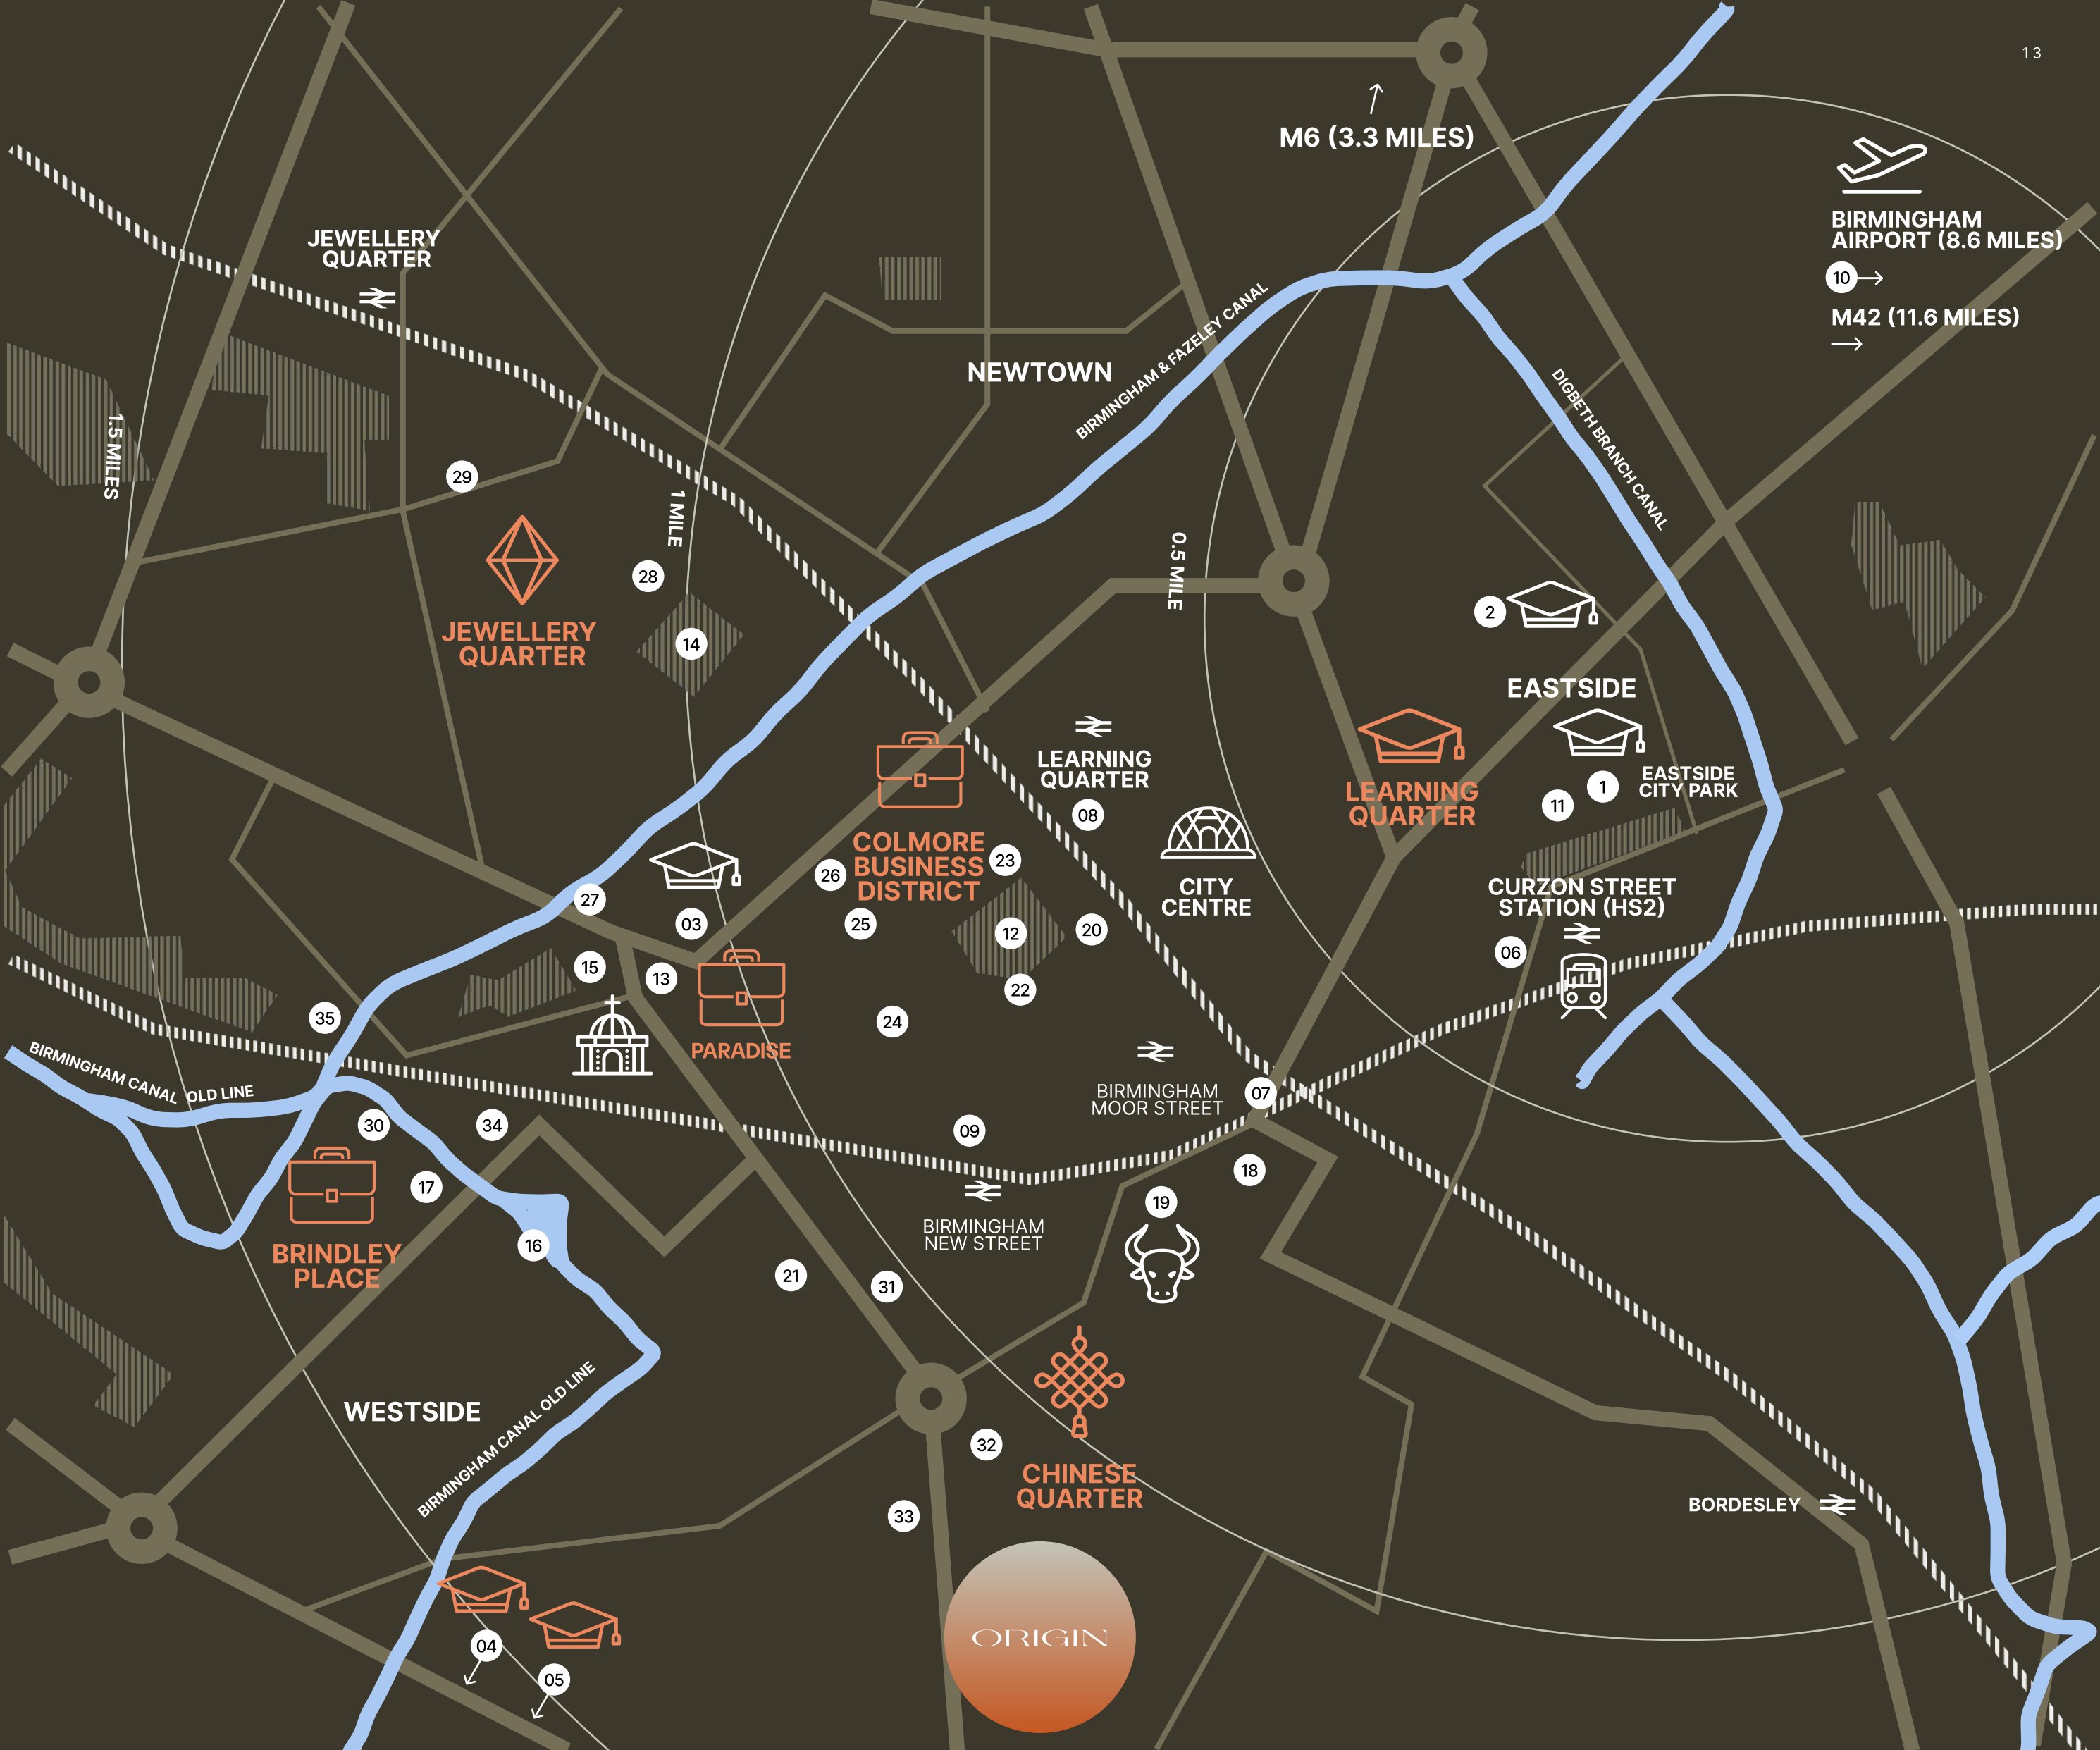 13
M6 (3.3 MILES)
BIRMINGHAM
AIRPORT (8.6 MILES)
10
M42 (11.6 MILES)
JEWELLERY
QUARTER
NEWTOWN
BIRMINGHAM & FAZELEY CANAL
DIGBETH BRANCH CANAL
1.5 MILES
1 MILE
0.5 MILE
29
28
14
2
JEWELLERY
QUARTER
EASTSIDE
LEARNING
QUARTER
08
LEARNING
QUARTER
1
11
EASTSIDE
CITY PARK
COLMORE
BUSINESS
DISTRICT
23
26
25
12
20
22
24
CITY
CENTRE
CURZON STREET
STATION (HS2)
06
27
03
15
13
PARADISE
35
BIRMINGHAM CANAL OLD LINE
30
34
17
16
BRINDLEY
PLACE
BIRMINGHAM
MOOR STREET
07
09
18
19
BIRMINGHAM
NEW STREET
21
31
WESTSIDE
BIRMINGHAM CANAL OLD LINE
32
CHINESE
QUARTER
33
BORDESLEY
ORIGIN
04
05